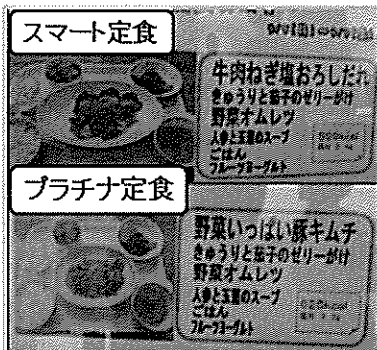 スマート定食
牛肉ねぎ塩おろしだれ
きゅうりと茄子のゼリーがけ
野菜オムレツ
人参と玉葱のスープ
ごはん
フルーツヨーグルト
プラチナ定食
野菜いっぱい豚キムチ
きゅうりと茄子のゼリーがけ
野菜オムレツ
人参と玉葱のスープ
ごはん
フルーツヨーグルト